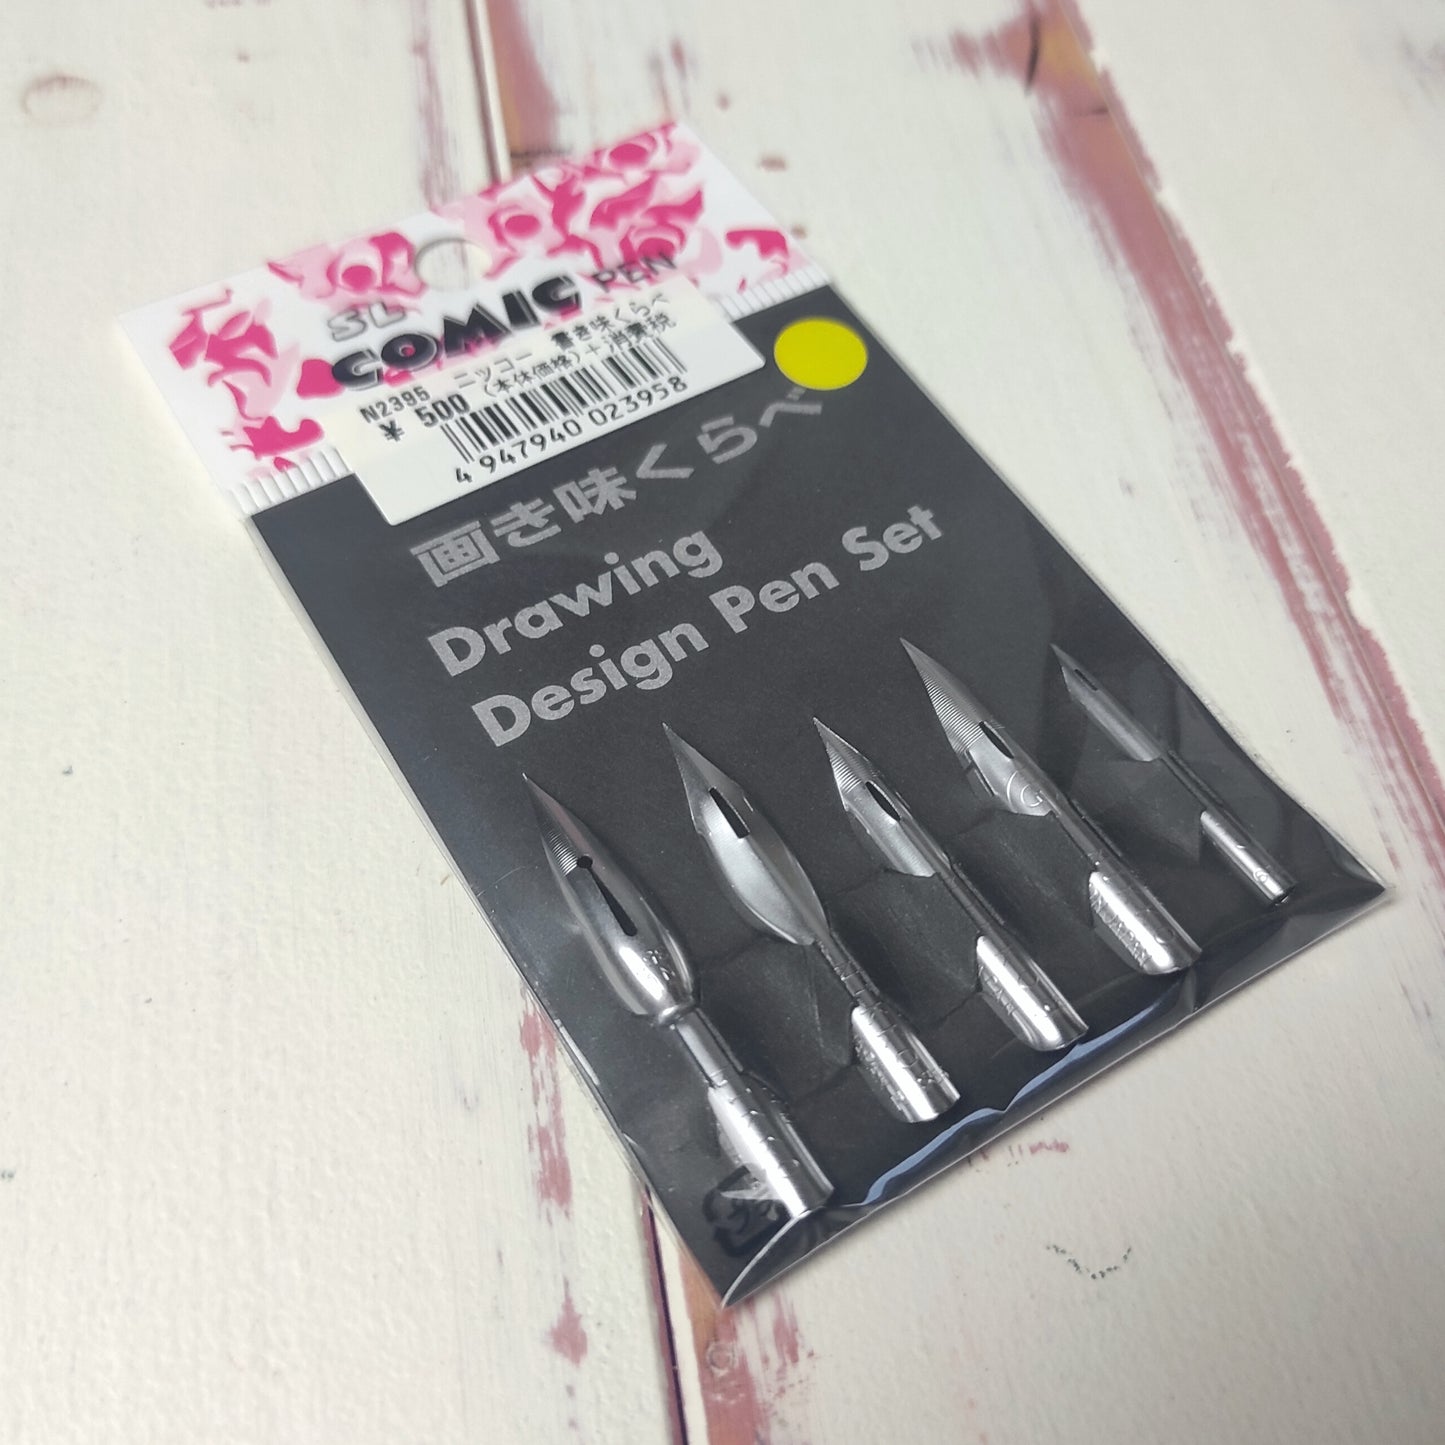 SL
COMIC PEN
N2395 ニッコー 書き味くらべ
¥ 500 (本体価格)+消費税
4 947940 023958
画き味くらべ
Drawing
Design Pen Set
G